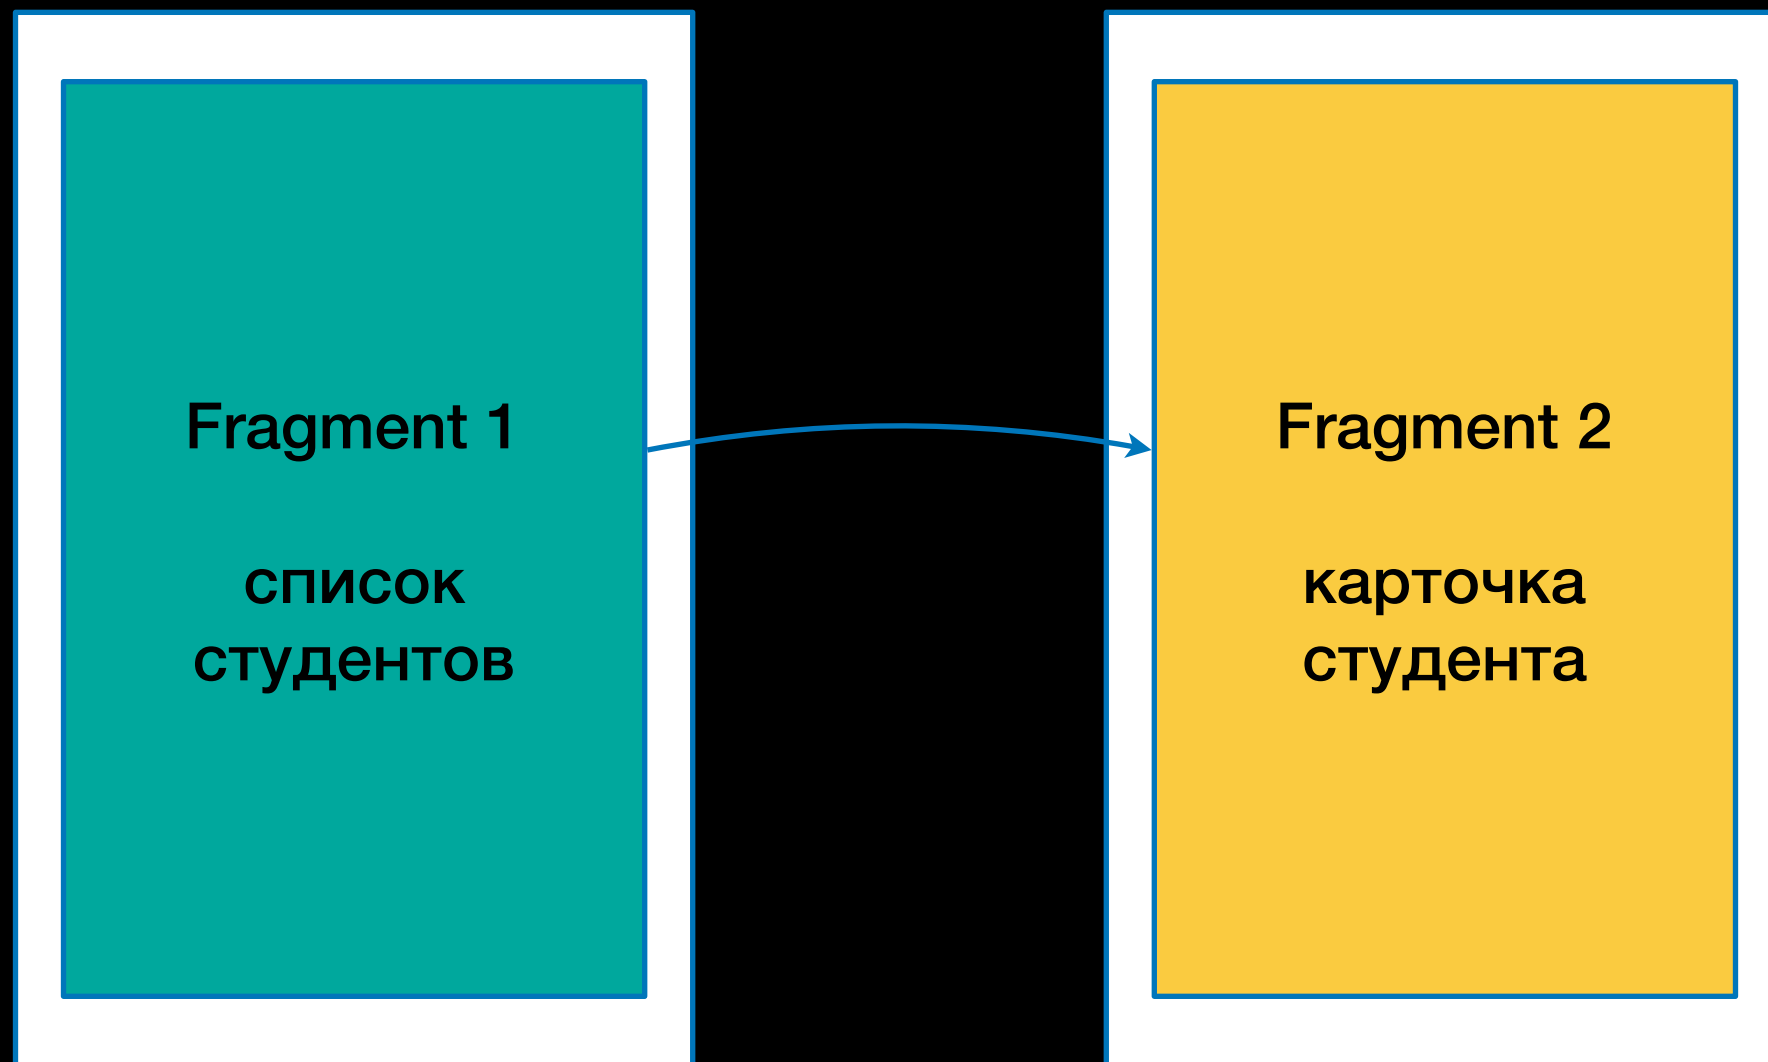 Fragment 1
список
студентов
Fragment 2
карточка
студента